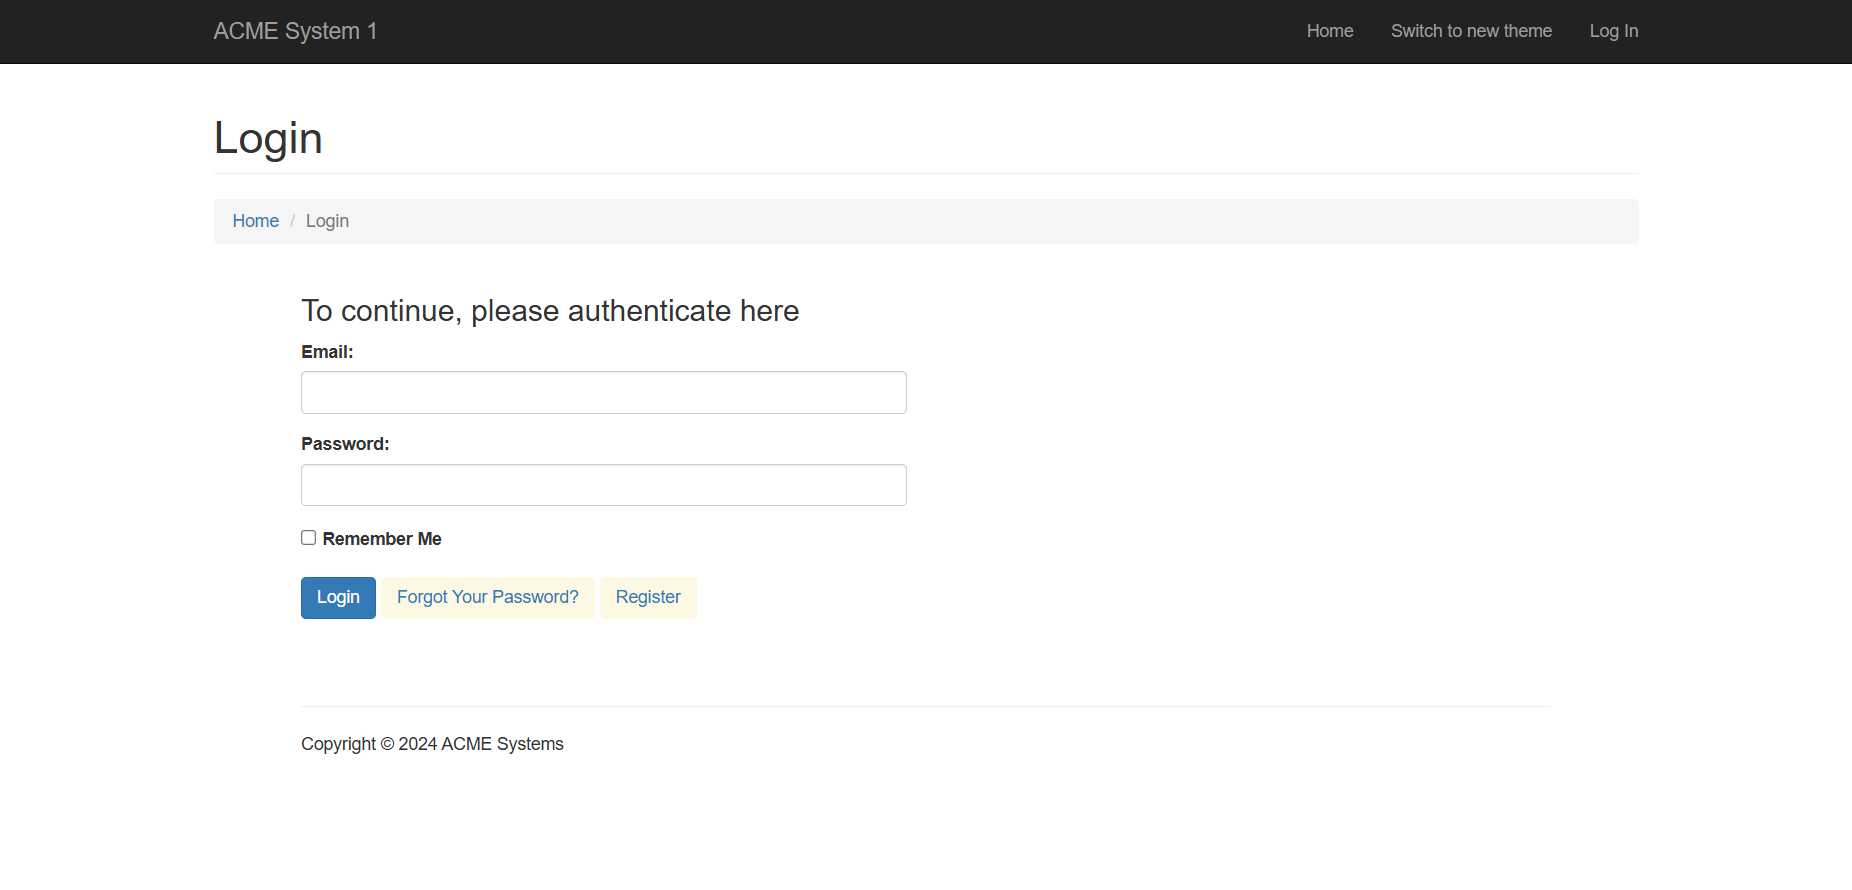 ACME System 1 Home Switch to new theme Log In
Login
Home / Login
To continue, please authenticate here
Email:
Password:
Remember Me
Login Forgot Your Password? Register
Copyright © 2024 ACME Systems